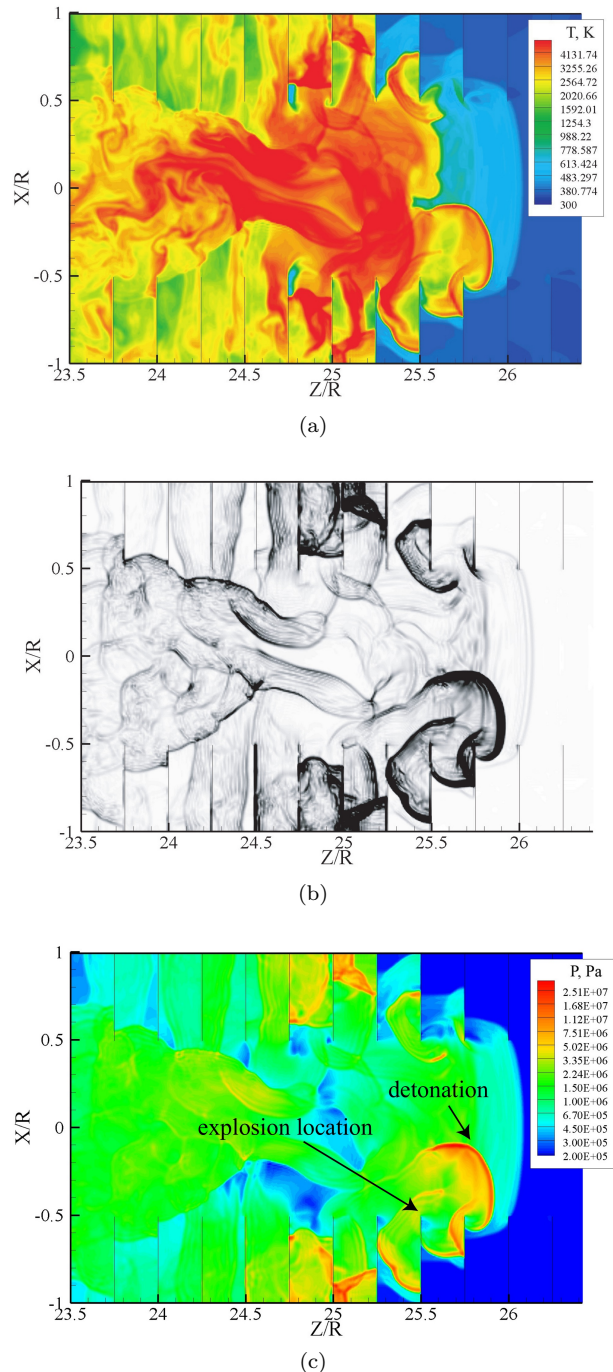 T, K
4131.74
3255.26
2564.72
2020.66
1592.01
1254.3
988.22
778.587
613.424
483.297
380.774
300
1
0.5
0
-0.5
-1
X/R
23.5 24 24.5 25 25.5 26
Z/R
(a)
1
0.5
0
-0.5
-1
X/R
23.5 24 24.5 25 25.5 26
Z/R
(b)
P, Pa
2.51E+07
1.68E+07
1.12E+07
7.51E+06
5.02E+06
3.35E+06
2.24E+06
1.50E+06
1.00E+06
6.70E+05
4.50E+05
3.00E+05
2.00E+05
1
0.5
0
-0.5
-1
X/R
detonation
explosion location
23.5 24 24.5 25 25.5 26
Z/R
(c)